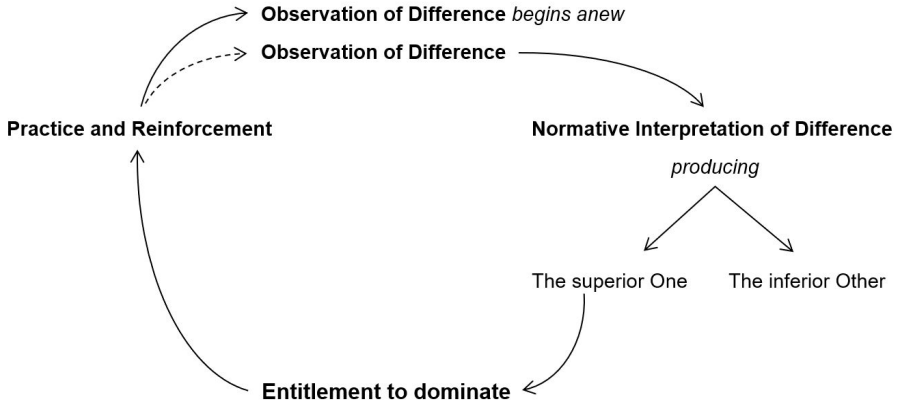 Observation of Difference begins anew
Observation of Difference
Practice and Reinforcement
Normative Interpretation of Difference
producing
The superior One
The inferior Other
Entitlement to dominate